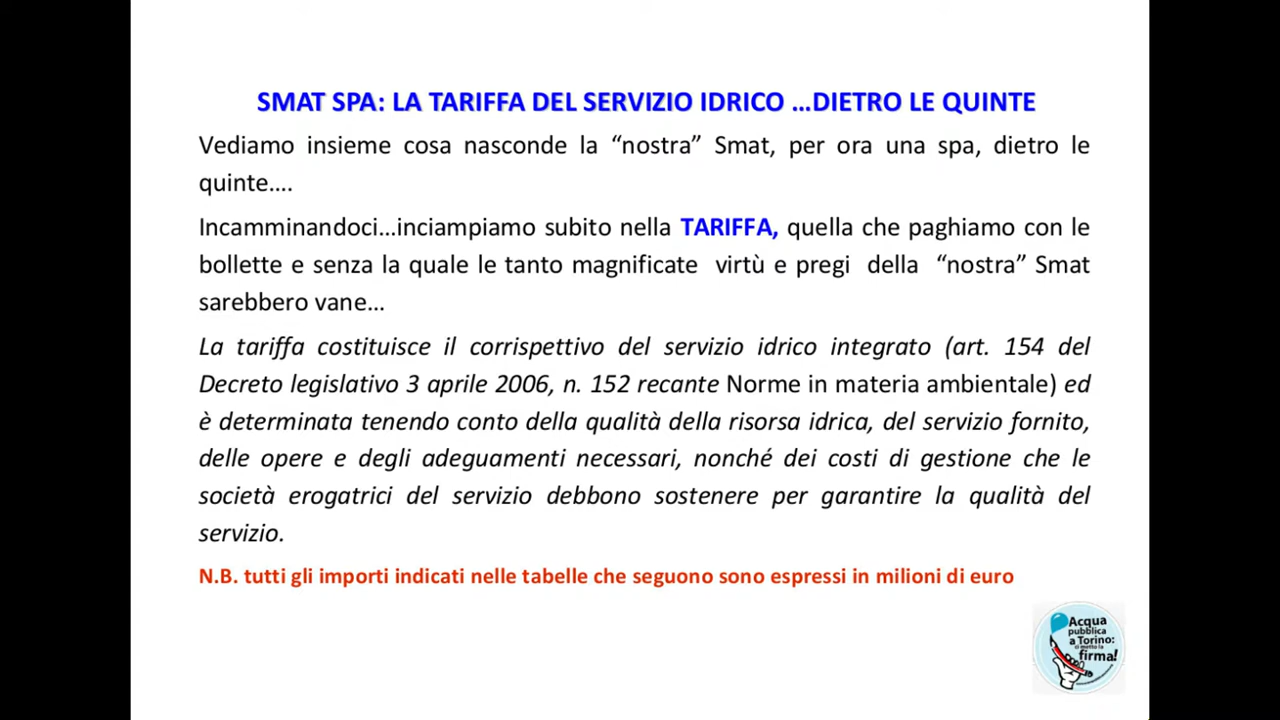 SMAT SPA: LA TARIFFA DEL SERVIZIO IDRICO ...DIETRO LE QUINTE
Vediamo insieme cosa nasconde la “nostra” Smat, per ora una spa, dietro le
quinte....
Incamminandoci...inciampiamo subito nella TARIFFA, quella che paghiamo con le
bollette e senza la quale le tanto magnificate virtù e pregi della “nostra” Smat
sarebbero vane...
La tariffa costituisce il corrispettivo del servizio idrico integrato (art. 154 del
Decreto legislativo 3 aprile 2006, n. 152 recante Norme in materia ambientale) ed
è determinata tenendo conto della qualità della risorsa idrica, del servizio fornito,
delle opere e degli adeguamenti necessari, nonché dei costi di gestione che le
società erogatrici del servizio debbono sostenere per garantire la qualità del
servizio.
N.B. tutti gli importi indicati nelle tabelle che seguono sono espressi in milioni di euro
Acqua
pubblica
a Torino:
ci metto la
firma!